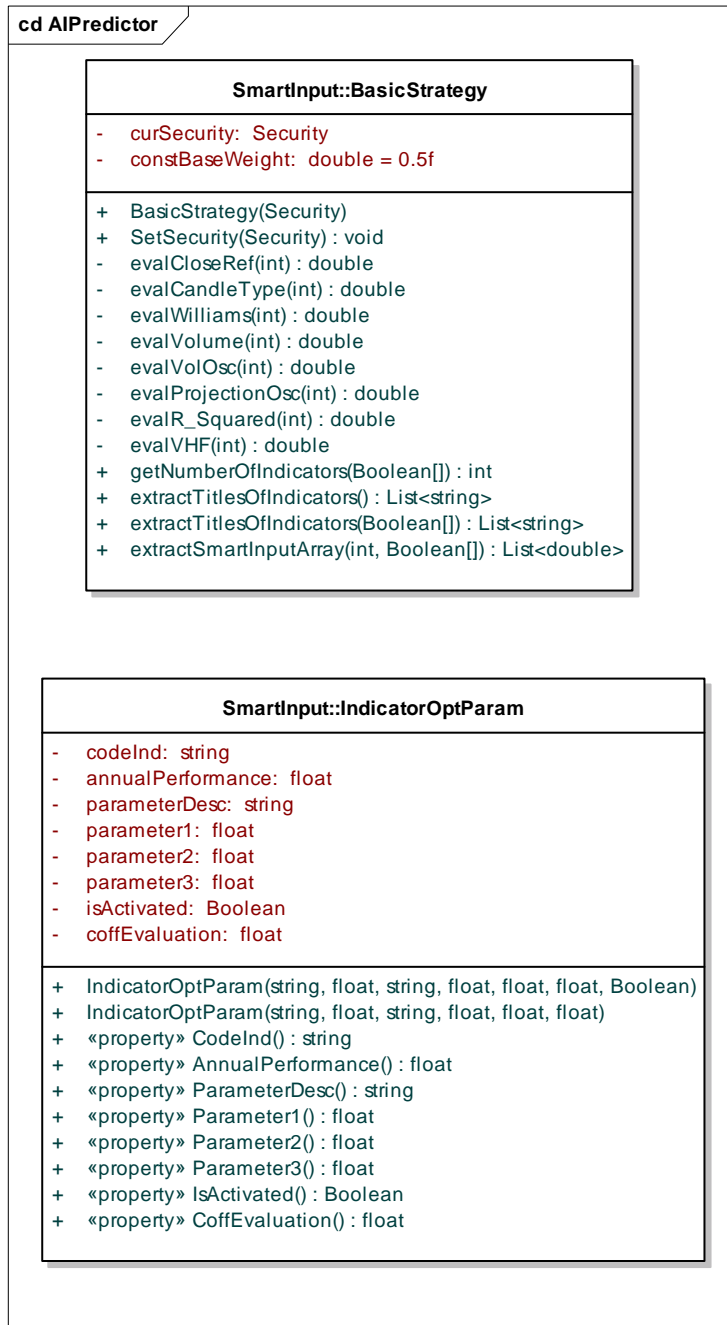 cd AIPredictor
SmartInput::BasicStrategy
- curSecurity: Security
- constBaseWeight: double = 0.5f
+ BasicStrategy(Security)
+ SetSecurity(Security) : void
- evalCloseRef(int) : double
- evalCandleType(int) : double
- evalWilliams(int) : double
- evalVolume(int) : double
- evalVolOsc(int) : double
- evalProjectionOsc(int) : double
- evalR_Squared(int) : double
- evalVHF(int) : double
+ getNumberOfIndicators(Boolean[]) : int
+ extractTitlesOfIndicators() : List<string>
+ extractTitlesOfIndicators(Boolean[]) : List<string>
+ extractSmartInputArray(int, Boolean[]) : List<double>
SmartInput::IndicatorOptParam
- codeInd: string
- annualPerformance: float
- parameterDesc: string
- parameter1: float
- parameter2: float
- parameter3: float
- isActivated: Boolean
- coffEvaluation: float
+ IndicatorOptParam(string, float, string, float, float, float, Boolean)
+ IndicatorOptParam(string, float, string, float, float, float)
+ «property» CodeInd() : string
+ «property» AnnualPerformance() : float
+ «property» ParameterDesc() : string
+ «property» Parameter1() : float
+ «property» Parameter2() : float
+ «property» Parameter3() : float
+ «property» IsActivated() : Boolean
+ «property» CoffEvaluation() : float